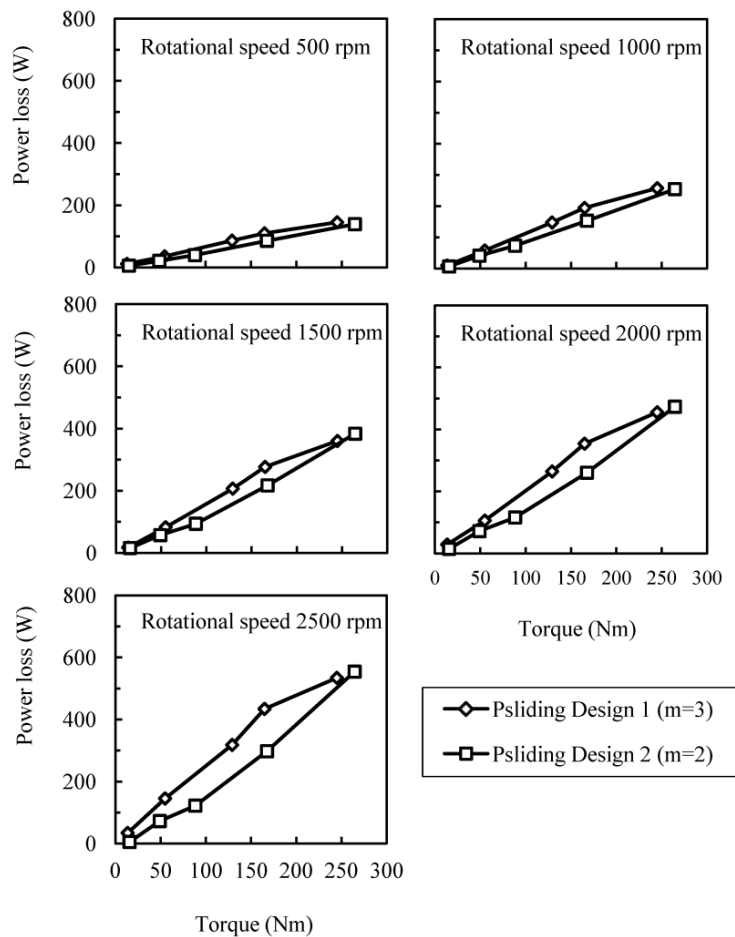 800
600
400
200
0
Power loss (W)
Rotational speed 500 rpm
Rotational speed 1000 rpm
800
600
400
200
0
Power loss (W)
Rotational speed 1500 rpm
Rotational speed 2000 rpm
0 50 100 150 200 250 300
Torque (Nm)
800
600
400
200
0
Power loss (W)
Rotational speed 2500 rpm
0 50 100 150 200 250 300
Torque (Nm)
Psliding Design 1 (m=3)
Psliding Design 2 (m=2)